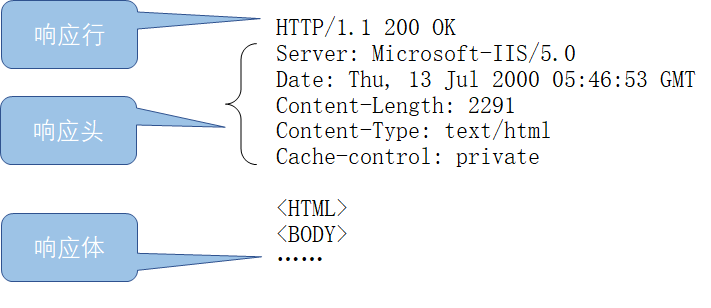 响应行
HTTP/1.1 200 OK
Server: Microsoft-IIS/5.0
Date: Thu, 13 Jul 2000 05:46:53 GMT
响应头
Content-Length: 2291
Content-Type: text/html
Cache-control: private
<HTML>
<BODY>
响应体
……